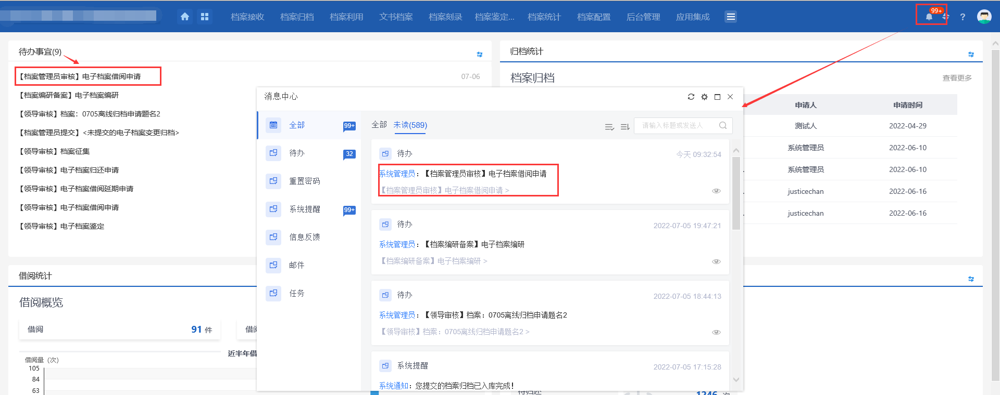 档案接收 档案归档 档案利用 文书档案 档案刻录 档案鉴定... 档案统计 档案配置 后台管理 应用集成
99+
?
待办事宜(9)
【档案管理员审核】电子档案借阅申请 07-06
【档案编研备案】电子档案编研
【领导审核】档案：0705离线归档申请题名2
【档案管理员提交】<未提交的电子档案变更归档>
【领导审核】档案征集
【领导审核】电子档案归还申请
【领导审核】电子档案借阅延期申请
【领导审核】电子档案借阅申请
【领导审核】电子档案鉴定
归档统计
档案归档 查看更多
申请人 申请时间
测试人 2022-04-29
系统管理员 2022-06-10
系统管理员 2022-06-10
justicechan 2022-06-16
justicechan 2022-06-16
消息中心
全部 99+
待办 32
重置密码
系统提醒 99+
信息反馈
邮件
任务
全部 未读(589)
请输入标题或发送人
待办 今天 09:32:54
系统管理员：【档案管理员审核】电子档案借阅申请
【档案管理员审核】电子档案借阅申请 >
待办 2022-07-05 19:47:21
系统管理员：【档案编研备案】电子档案编研
【档案编研备案】电子档案编研 >
待办 2022-07-05 18:44:13
系统管理员：【领导审核】档案：0705离线归档申请题名2
【领导审核】档案：0705离线归档申请题名2 >
系统提醒 2022-07-05 17:15:28
系统通知：您提交的档案归档已入库完成！
借阅统计
借阅概览
借阅 91 件
借阅
近半年借
借阅量（次）
105
84
63
待归还 1246 次